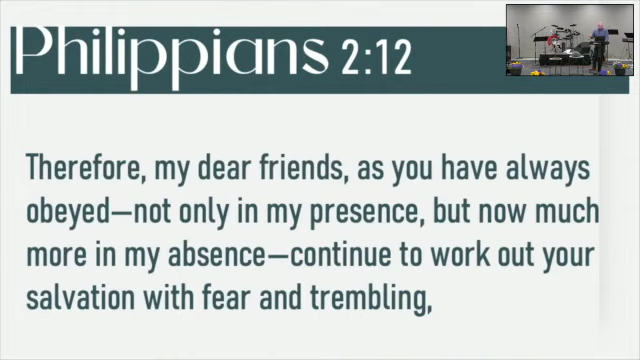 Philippians 2:12
Therefore, my dear friends, as you have always
obeyed—not only in my presence, but now much
more in my absence—continue to work out your
salvation with fear and trembling,